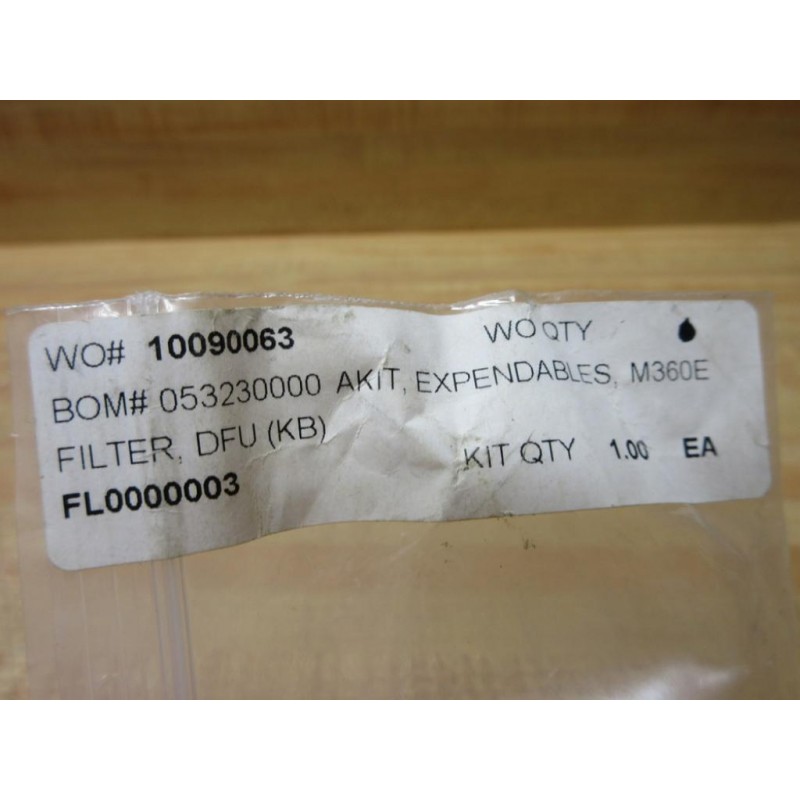 WO# 10090063 WO QTY
BOM# 053230000 AKIT, EXPENDABLES, M360E
FILTER, DFU (KB)
KIT QTY 1.00 EA
FL0000003